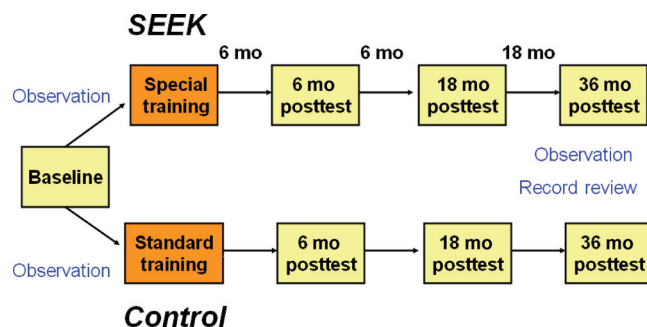 SEEK
6 mo 6 mo 18 mo
Special
training
6 mo
posttest
18 mo
posttest
36 mo
posttest
Observation
Baseline
Observation
Record review
Standard
training
6 mo
posttest
18 mo
posttest
36 mo
posttest
Observation
Control